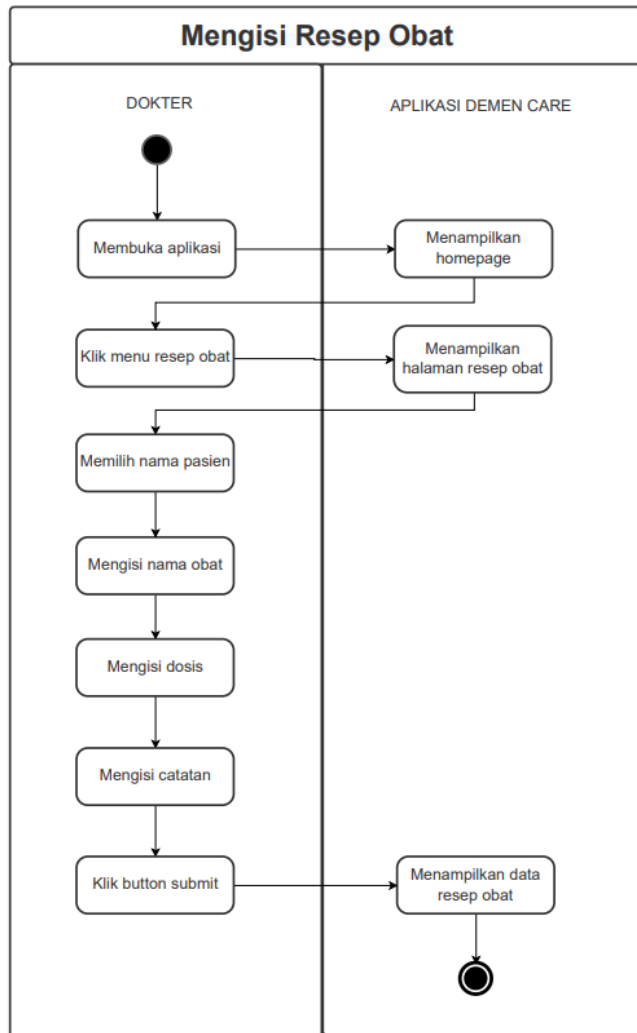 Mengisi Resep Obat
DOKTER
APLIKASI DEMEN CARE
Membuka aplikasi
Menampilkan
homepage
Klik menu resep obat
Menampilkan
halaman resep obat
Memilih nama pasien
Mengisi nama obat
Mengisi dosis
Mengisi catatan
Klik button submit
Menampilkan data
resep obat